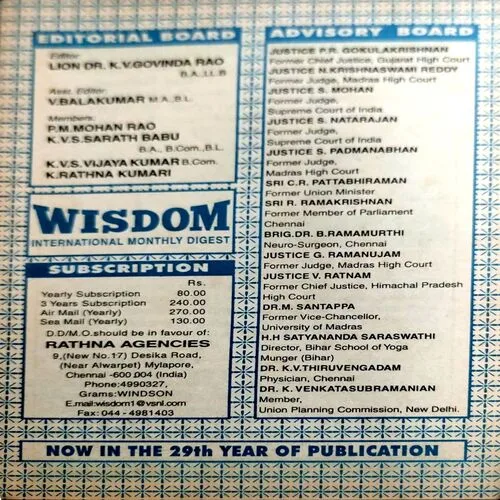 EDITORIAL BOARD
Editor
LION DR. K.V.GOVINDA RAO
B.A., LL.B
Asst. Editor
V.BALAKUMAR M.A.,B.L.
Members:
P.M.MOHAN RAO
K.V.S.SARATH BABU
B.A., B.Com.,B.L.
K.V.S.VIJAYA KUMAR B.Com.
K.RATHNA KUMARI
WISDOM
INTERNATIONAL MONTHLY DIGEST
SUBSCRIPTION
Rs.
Yearly Subscription 80.00
3 Years Subscription 240.00
Air Mail (Yearly) 270.00
Sea Mail (Yearly) 130.00
D.D/M.O.should be in favour of:
RATHNA AGENCIES
9,(New No.17) Desika Road,
(Near Alwarpet) Mylapore,
Chennai -600 004 (India)
Phone:4990327,
Grams:WINDSON
E.mail:wisdom1@vsnl.com
Fax: 044 - 4981403
ADVISORY BOARD
JUSTICE P.R. GOKULAKRISHNAN
Former Chief Justice, Gujarat High Court
JUSTICE N.KRISHNASWAMI REDDY
Former Judge, Madras High Court
JUSTICE S. MOHAN
Former Judge,
Supreme Court of India
JUSTICE S. NATARAJAN
Former Judge,
Supreme Court of India
JUSTICE S. PADMANABHAN
Former Judge,
Madras High Court
SRI C.R. PATTABHIRAMAN
Former Union Minister
SRI R. RAMAKRISHNAN
Former Member of Parliament
Chennai
BRIG.DR. B.RAMAMURTHI
Neuro-Surgeon, Chennai
JUSTICE G. RAMANUJAM
Former Judge, Madras High Court
JUSTICE V. RATNAM
Former Chief Justice, Himachal Pradesh
High Court
DR.M. SANTAPPA
Former Vice-Chancellor,
University of Madras
H.H SATYANANDA SARASWATHI
Director, Bihar School of Yoga
Munger (Bihar)
DR. K.V.THIRUVENGADAM
Physician, Chennai
DR. K. VENKATASUBRAMANIAN
Member,
Union Planning Commission, New Delhi.
NOW IN THE 29th YEAR OF PUBLICATION